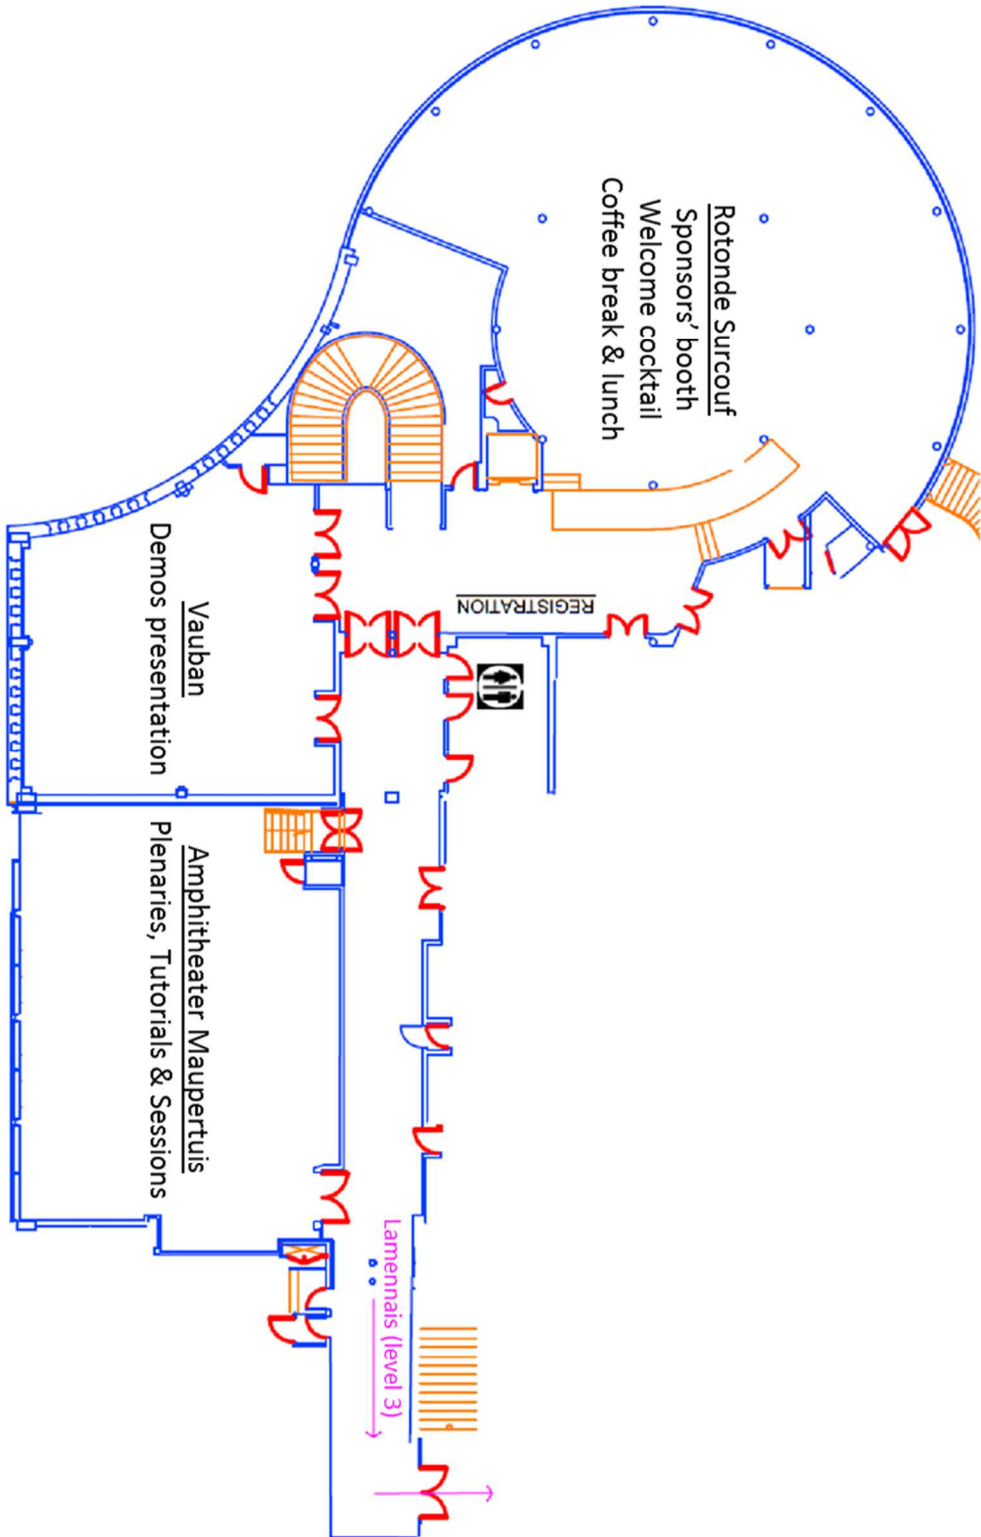 Rotonde Surcouf
Sponsors' booth
Welcome cocktail
Coffee break & lunch
REGISTRATION
Vauban
Demos presentation
Amphitheater Maupertuis
Plenaries, Tutorials & Sessions
Lamennais (level 3)